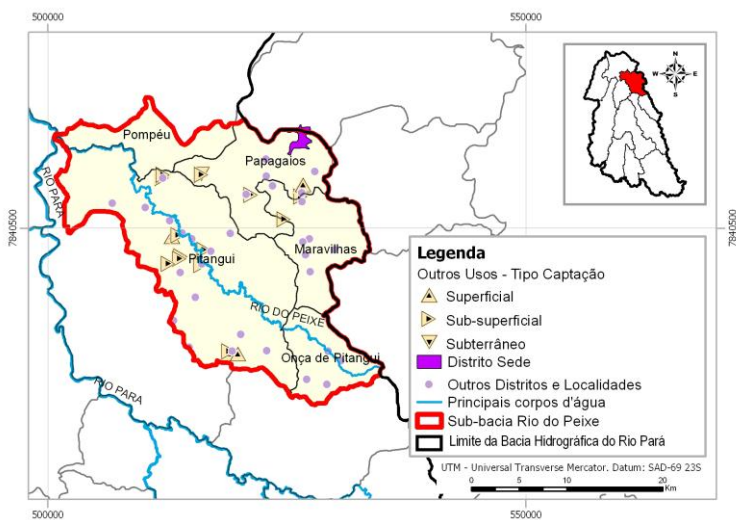 500000
550000
N
W E
S
Pompéu
Papagaios
RIO PARA
7840500
7840500
Maravilhas
Pitangui
RIO DO PEIXE
Onça de Pitangui
RIO PARA
Legenda
Outros Usos - Tipo Captação
Superficial
Sub-superficial
Subterrâneo
Distrito Sede
Outros Distritos e Localidades
Principais corpos d'água
Sub-bacia Rio do Peixe
Limite da Bacia Hidrográfica do Rio Pará
UTM - Universal Transverse Mercator. Datum: SAD-69 23S
0 5 10 20
Km
500000
550000